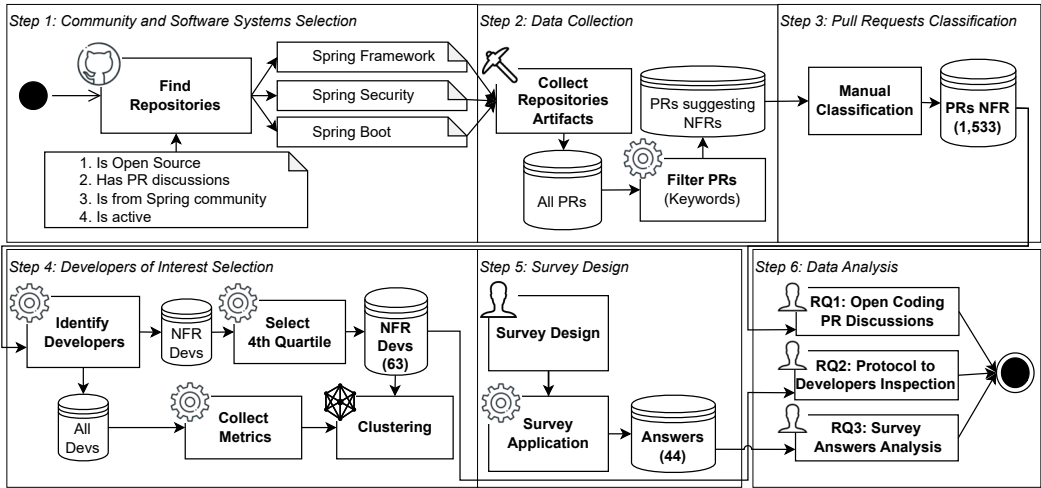 Step 1: Community and Software Systems Selection
Find
Repositories
Spring Framework
Spring Security
Spring Boot
1. Is Open Source
2. Has PR discussions
3. Is from Spring community
4. Is active
Step 2: Data Collection
Collect
Repositories
Artifacts
All PRs
PRs suggesting
NFRs
Filter PRs
(Keywords)
Step 3: Pull Requests Classification
Manual
Classification
PRs NFR
(1,533)
Step 4: Developers of Interest Selection
Identify
Developers
NFR
Devs
Select
4th Quartile
NFR
Devs
(63)
All
Devs
Collect
Metrics
Clustering
Step 5: Survey Design
Survey Design
Survey
Application
Answers
(44)
Step 6: Data Analysis
RQ1: Open Coding
PR Discussions
RQ2: Protocol to
Developers Inspection
RQ3: Survey
Answers Analysis